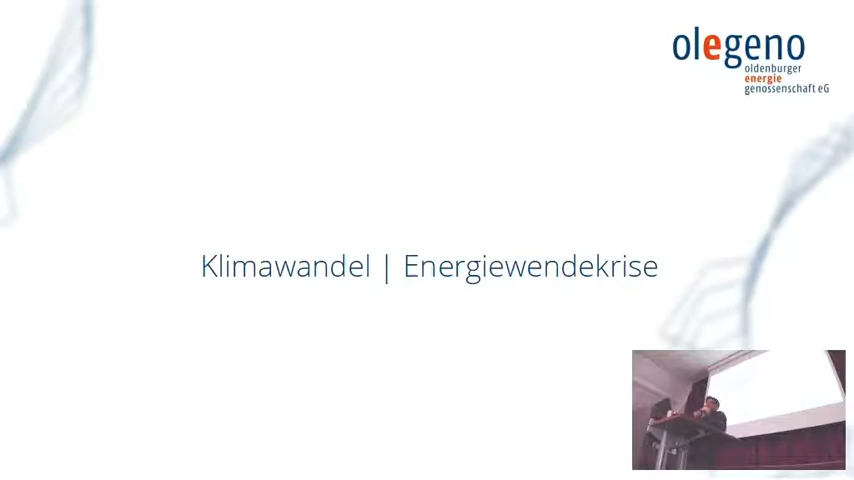 olegeno
oldenburger
energie
genossenschaft eG
Klimawandel | Energiewendekrise